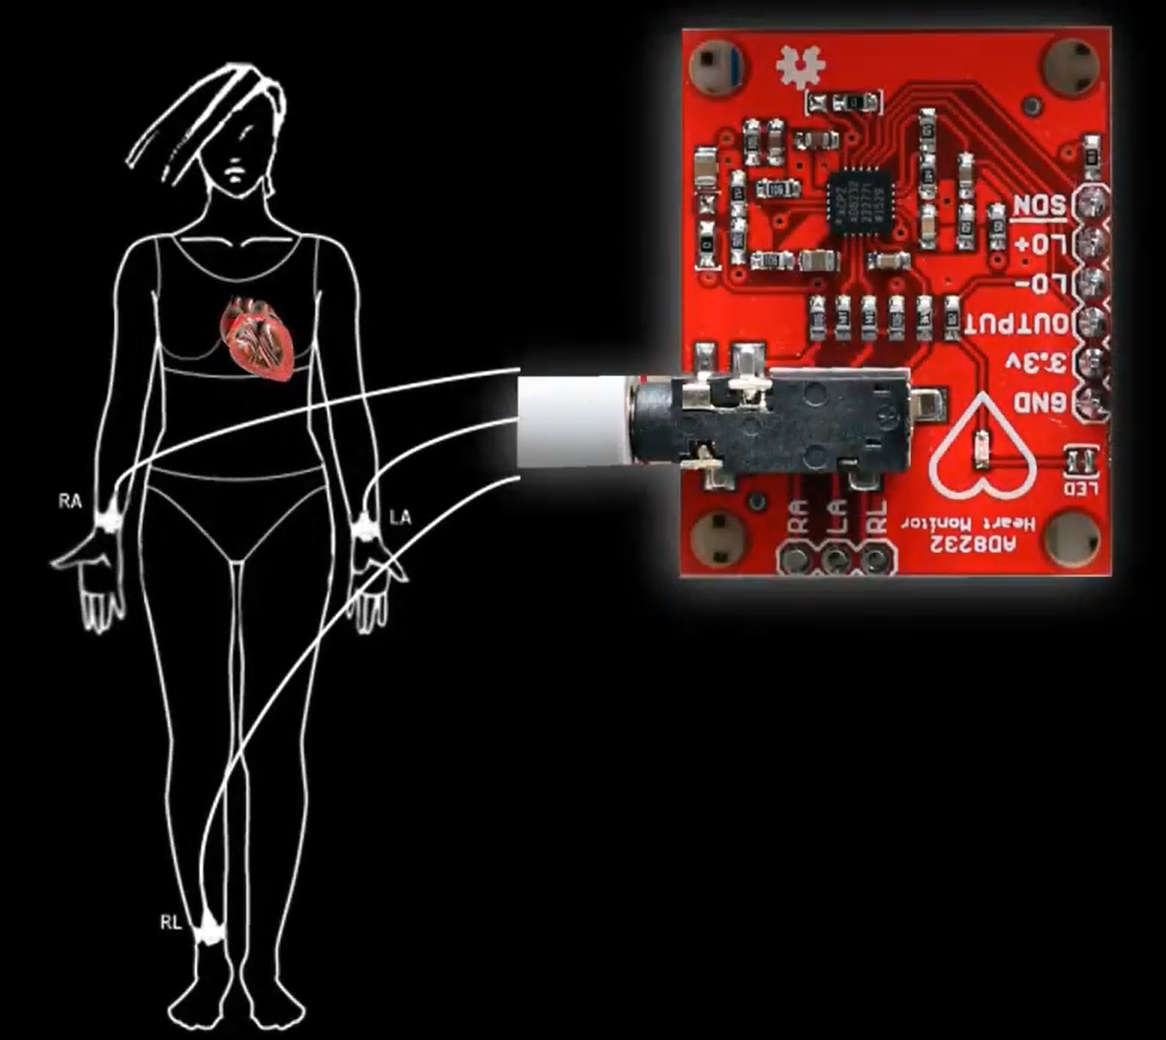 RA
LA
RL
SDN
LO+
LO-
OUTPUT
3.3v
GND
LED
RA
LA
RL
AD8232
Heart Monitor